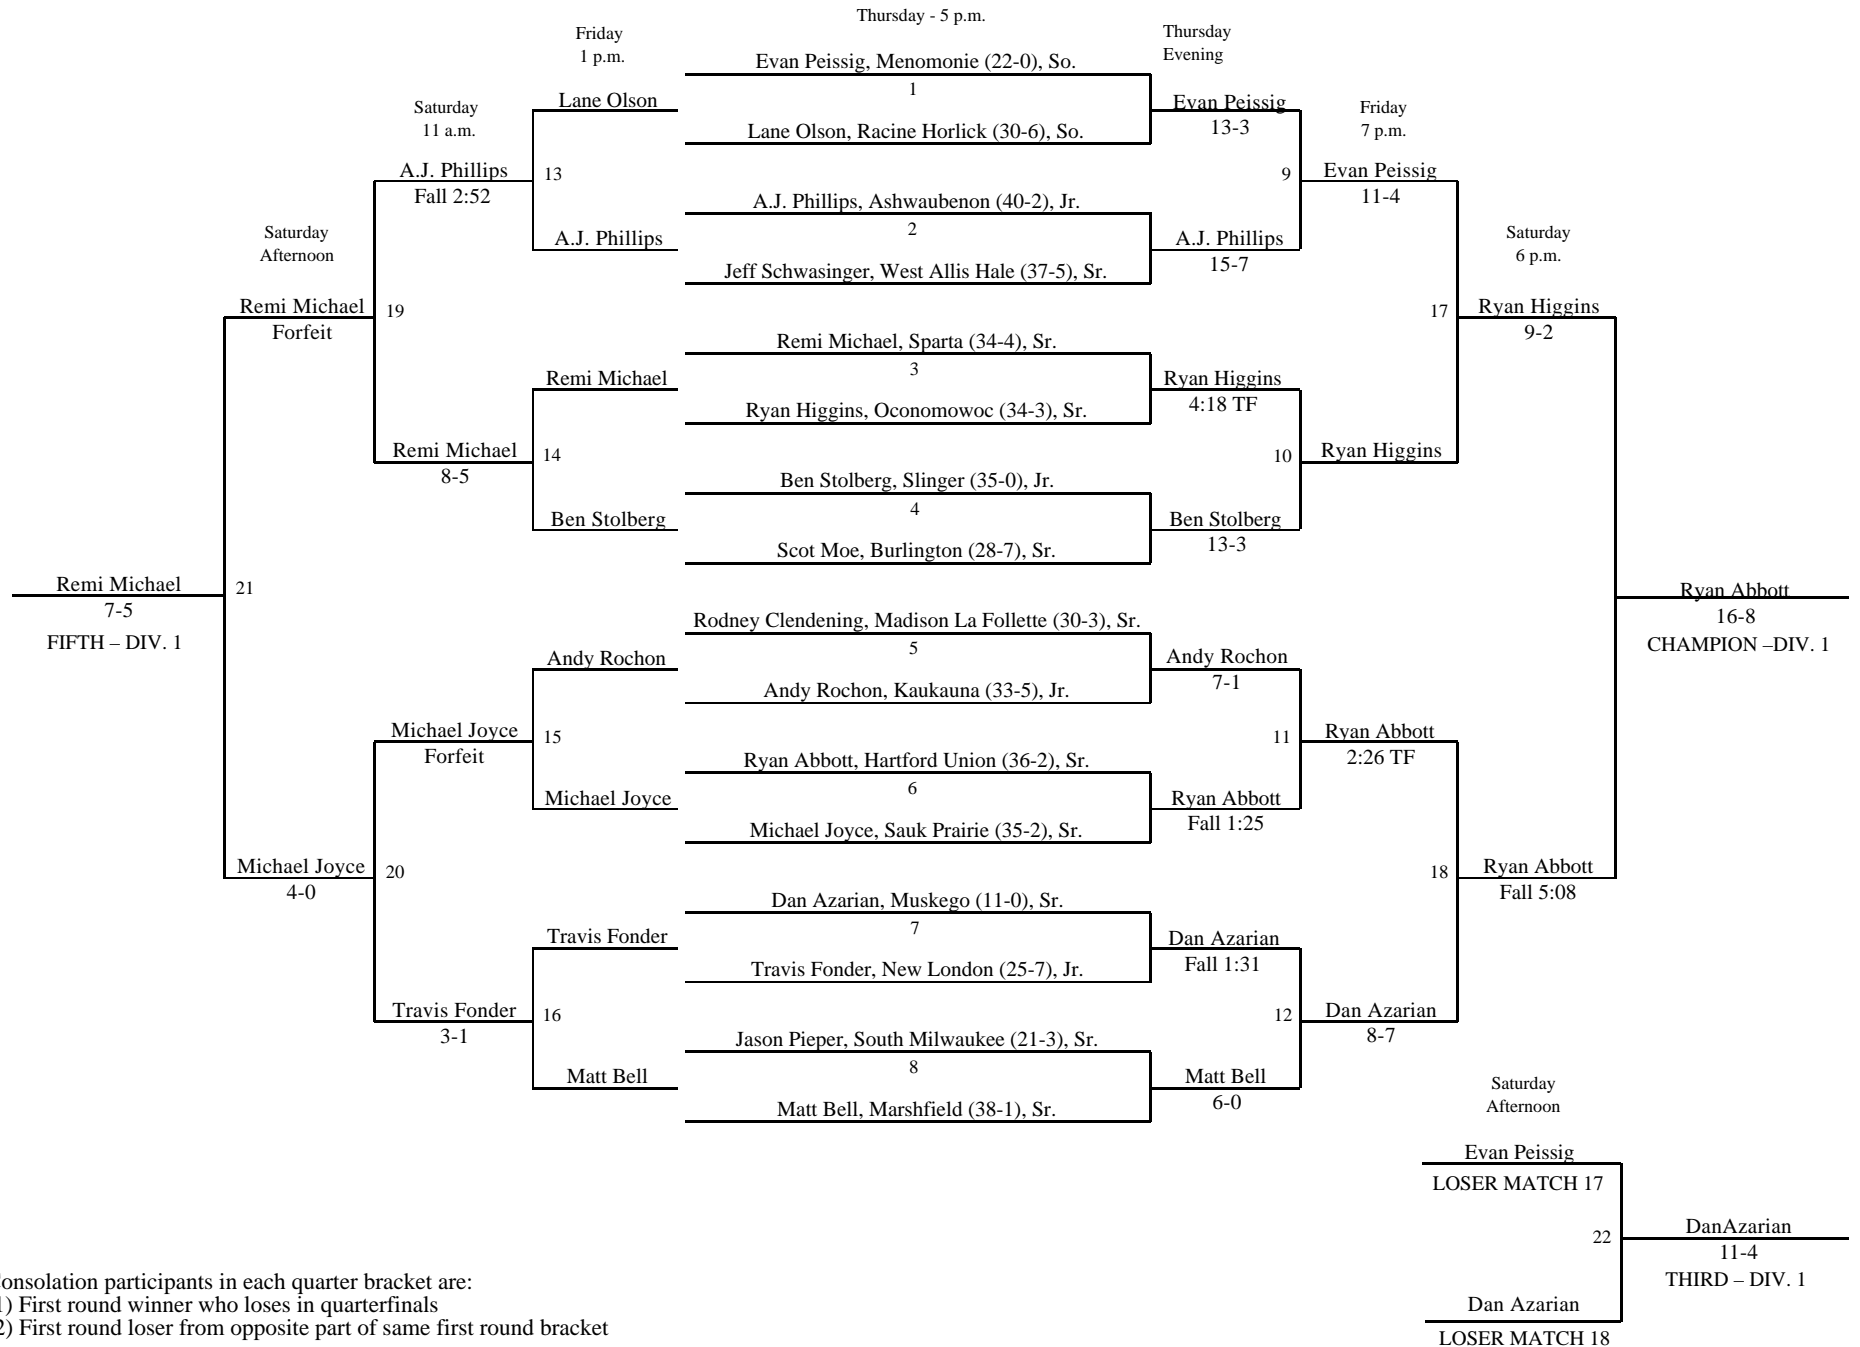 Thursday - 5 p.m.
Friday
1 p.m.
Thursday
Evening
Saturday
11 a.m.
Friday
7 p.m.
Saturday
Afternoon
Saturday
6 p.m.
Evan Peissig, Menomonie (22-0), So.
1
Lane Olson, Racine Horlick (30-6), So.
A.J. Phillips, Ashwaubenon (40-2), Jr.
2
Jeff Schwasinger, West Allis Hale (37-5), Sr.
Remi Michael, Sparta (34-4), Sr.
3
Ryan Higgins, Oconomowoc (34-3), Sr.
Ben Stolberg, Slinger (35-0), Jr.
4
Scot Moe, Burlington (28-7), Sr.
Rodney Clendening, Madison La Follette (30-3), Sr.
5
Andy Rochon, Kaukauna (33-5), Jr.
Ryan Abbott, Hartford Union (36-2), Sr.
6
Michael Joyce, Sauk Prairie (35-2), Sr.
Dan Azarian, Muskego (11-0), Sr.
7
Travis Fonder, New London (25-7), Jr.
Jason Pieper, South Milwaukee (21-3), Sr.
8
Matt Bell, Marshfield (38-1), Sr.
Evan Peissig
13-3
9
A.J. Phillips
15-7
Ryan Higgins
4:18 TF
10
Ben Stolberg
13-3
Andy Rochon
7-1
11
Ryan Abbott
Fall 1:25
Dan Azarian
Fall 1:31
12
Matt Bell
6-0
Evan Peissig
11-4
17
Ryan Higgins
Ryan Abbott
2:26 TF
18
Dan Azarian
8-7
Ryan Higgins
9-2
Ryan Abbott
Fall 5:08
Ryan Abbott
16-8
CHAMPION –DIV. 1
Lane Olson
13
A.J. Phillips
Remi Michael
14
Ben Stolberg
Andy Rochon
15
Michael Joyce
Travis Fonder
16
Matt Bell
A.J. Phillips
Fall 2:52
19
Remi Michael
8-5
Michael Joyce
Forfeit
20
Travis Fonder
3-1
Remi Michael
Forfeit
21
Michael Joyce
4-0
Remi Michael
7-5
FIFTH – DIV. 1
Saturday
Afternoon
Evan Peissig
LOSER MATCH 17
22
Dan Azarian
LOSER MATCH 18
DanAzarian
11-4
THIRD – DIV. 1
onsolation participants in each quarter bracket are:
) First round winner who loses in quarterfinals
2) First round loser from opposite part of same first round bracket